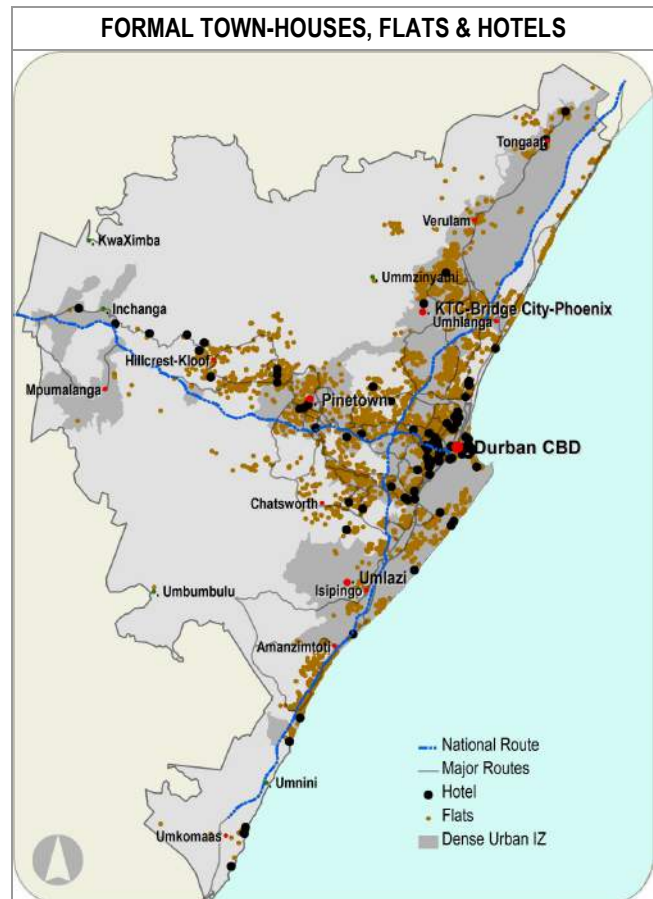 FORMAL TOWN-HOUSES, FLATS & HOTELS
Tongaat
Verulam
KwaXimba
Ummzinyathi
Inchanga
KTC-Bridge City-Phoenix
Umhlanga
Hillcrest-Kloof
Mpumalanga
Pinetown
Durban CBD
Chatsworth
Umlazi
Isipingo
Umbumbulu
Amanzimtoti
Umnini
Umkomaas
National Route
Major Routes
Hotel
Flats
Dense Urban IZ